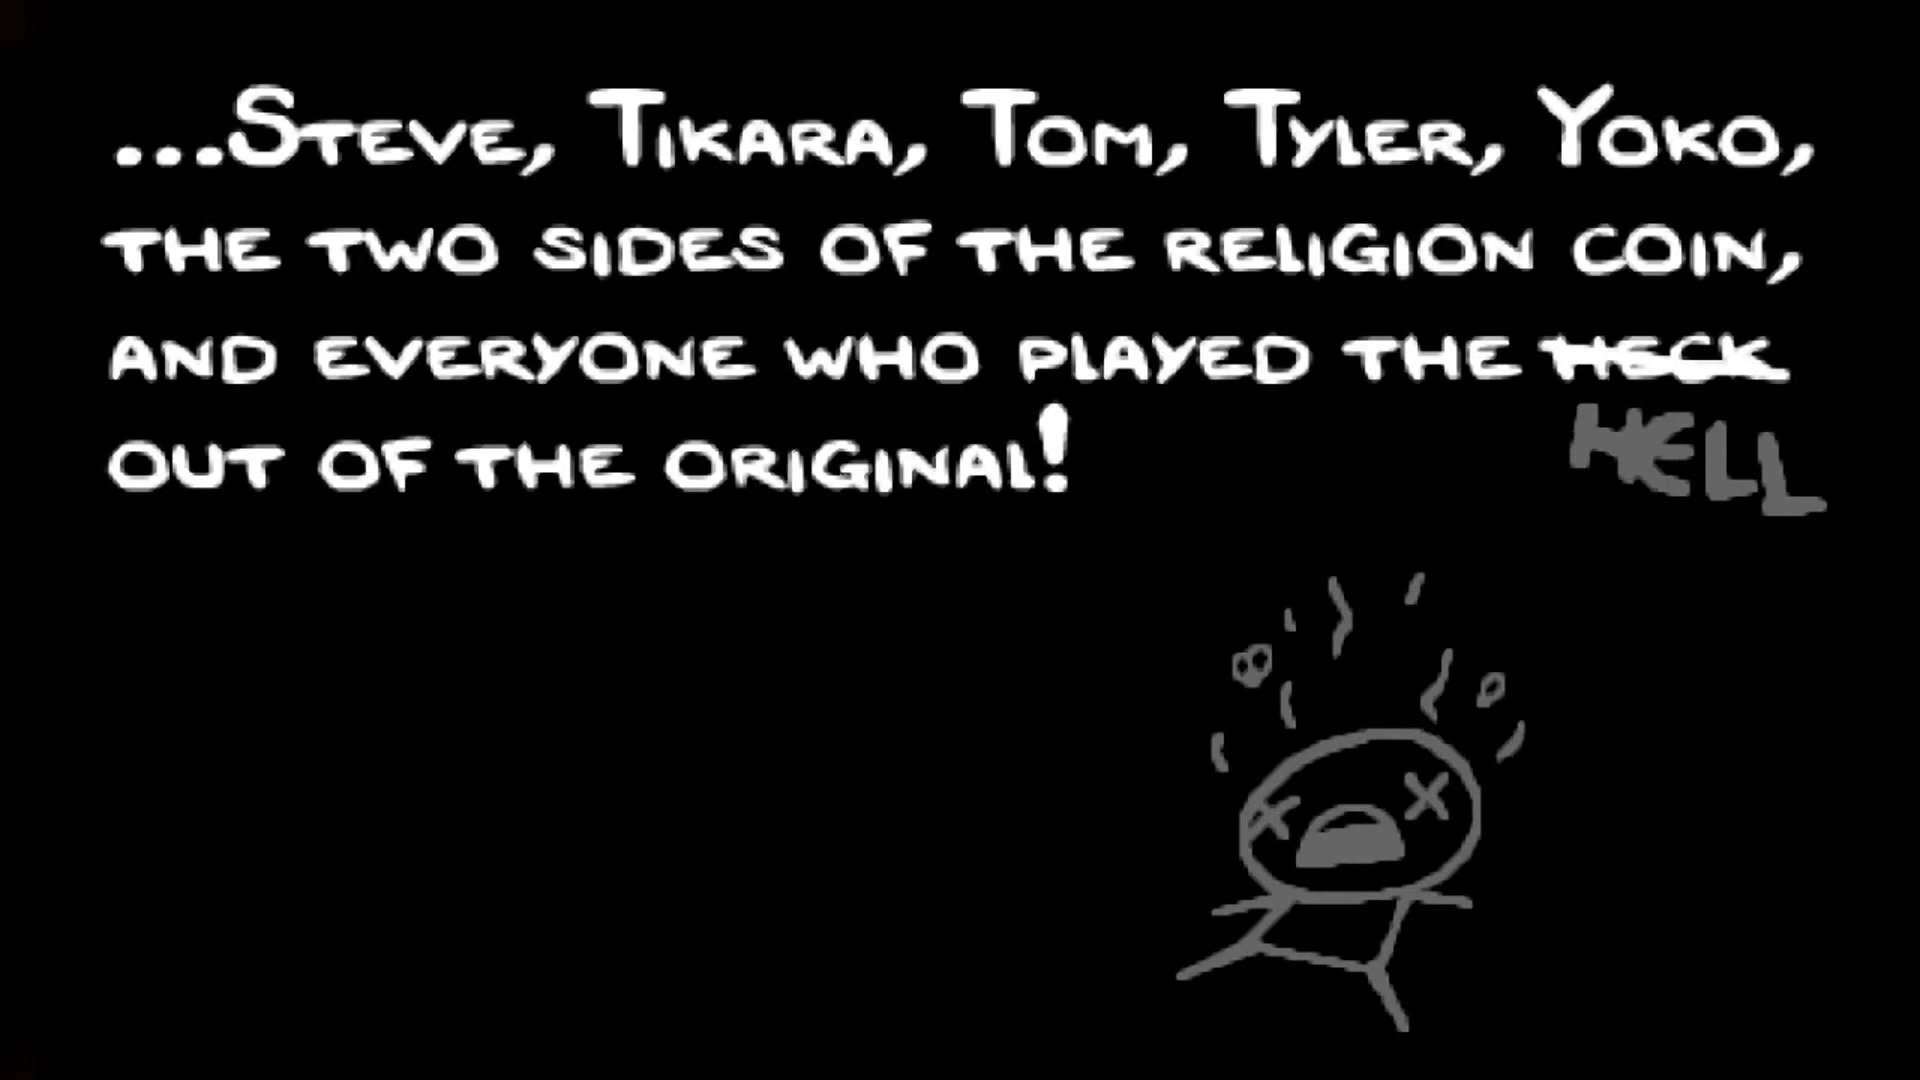 ...Steve, Tikara, Tom, Tyler, Yoko,
the two sides of the religion coin,
and everyone who played the heck
HELL
out of the original!